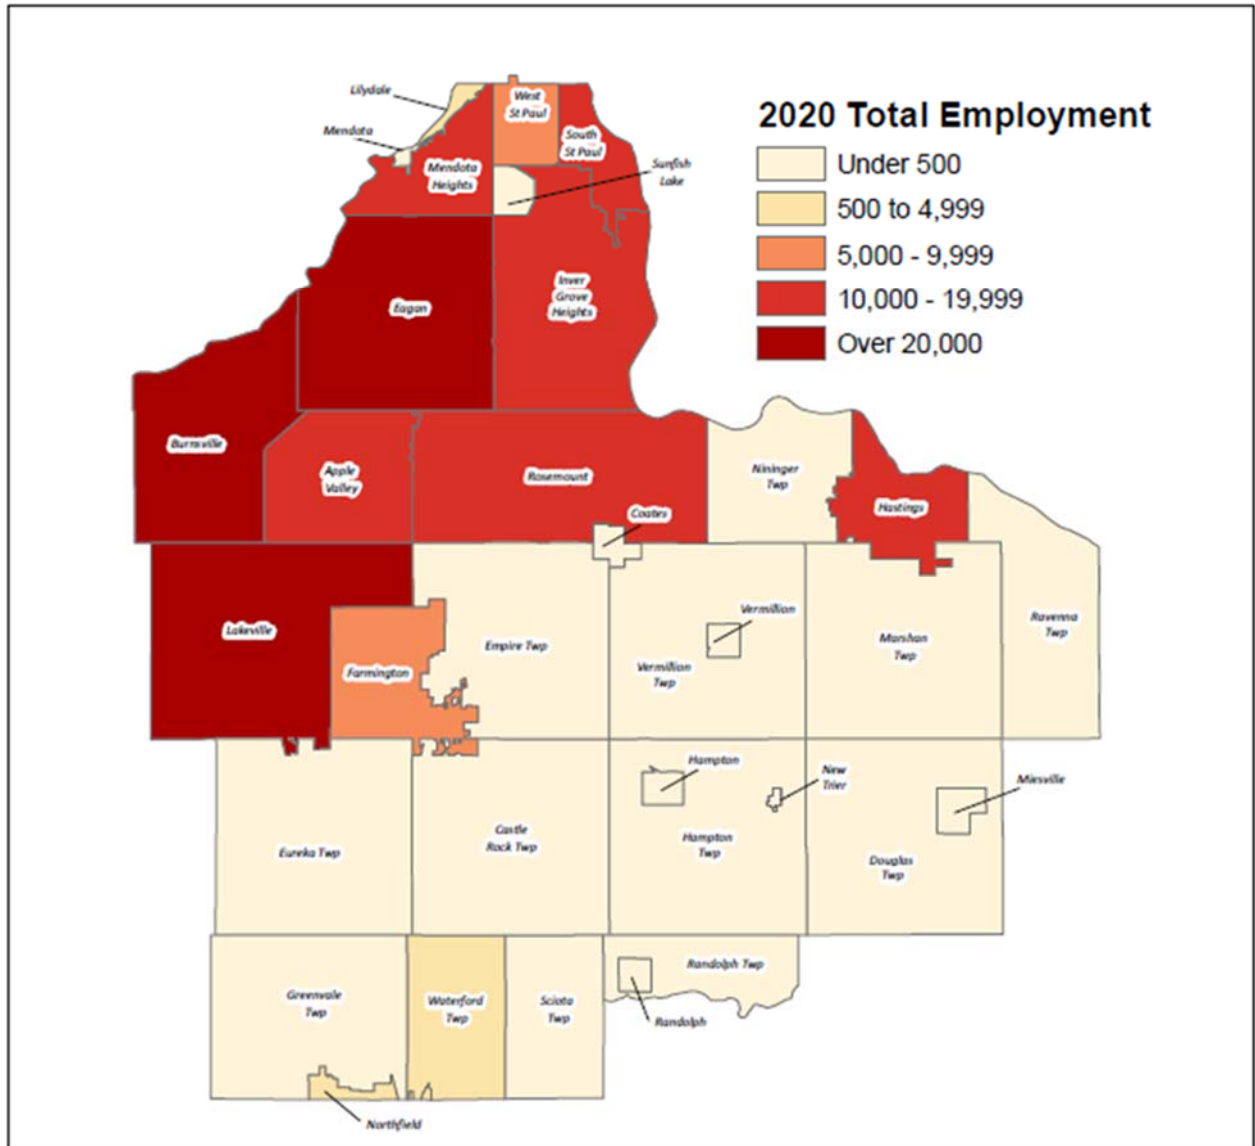 2020 Total Employment
Under 500
500 to 4,999
5,000 - 9,999
10,000 - 19,999
Over 20,000
Lilydale
West
St Paul
Mendota
South
St Paul
Mendota
Heights
Sunfish
Lake
Eagan
Inver
Grove
Heights
Burnsville
Apple
Valley
Rosemount
Nininger
Twp
Hastings
Coates
Lakeville
Farmington
Empire Twp
Vermillion
Vermillion
Twp
Marshan
Twp
Ravenna
Twp
Hampton
New
Trier
Miesville
Eureka Twp
Castle
Rock Twp
Hampton
Twp
Douglas
Twp
Greenvale
Twp
Waterford
Twp
Sciota
Twp
Randolph Twp
Randolph
Northfield